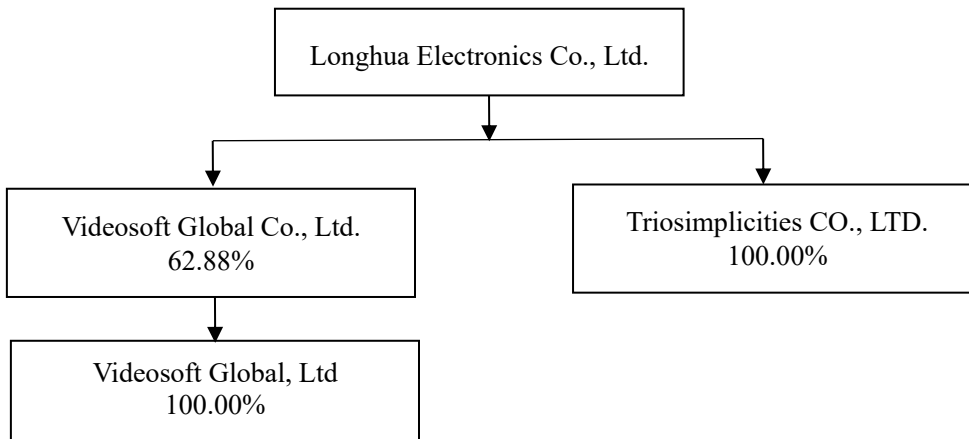 Longhua Electronics Co., Ltd.
Videosoft Global Co., Ltd.
62.88%
Triosimplicities CO., LTD.
100.00%
Videosoft Global, Ltd
100.00%